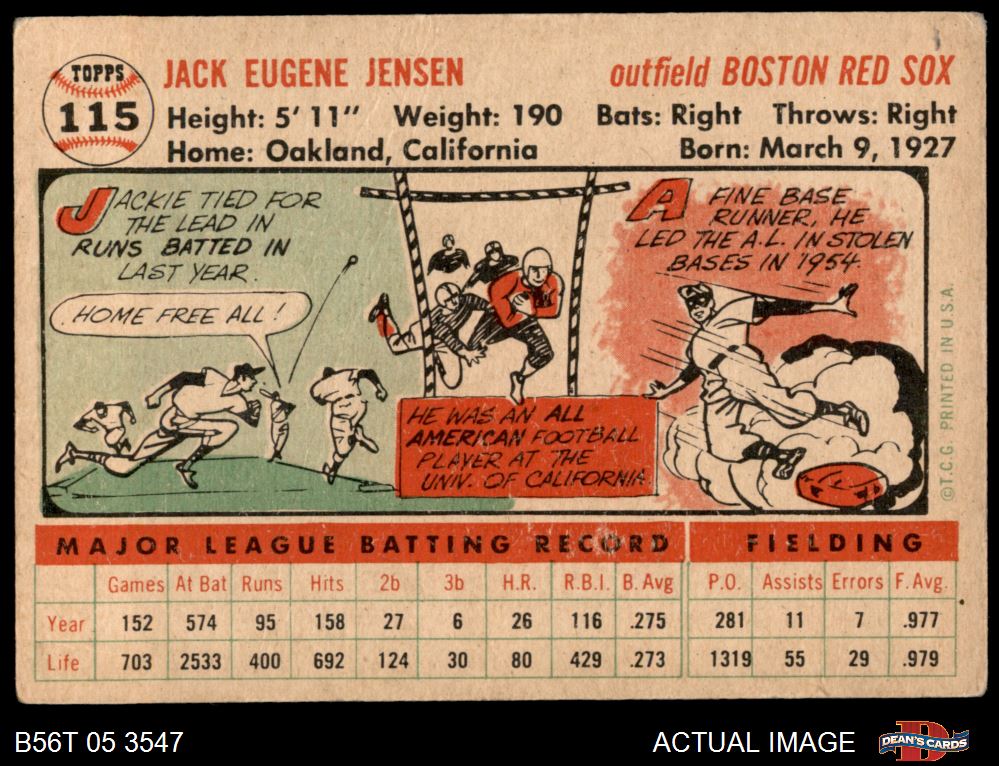 TOPPS
115
JACK EUGENE JENSEN
outfield BOSTON RED SOX
Height: 5' 11" Weight: 190 Bats: Right Throws: Right
Home: Oakland, California Born: March 9, 1927
JACKIE TIED FOR
THE LEAD IN
RUNS BATTED IN
LAST YEAR.
HOME FREE ALL!
HE WAS AN ALL
AMERICAN FOOTBALL
PLAYER AT THE
UNIV. OF CALIFORNIA.
A FINE BASE
RUNNER, HE
LED THE A.L. IN STOLEN
BASES IN 1954.
©T.C.G. PRINTED IN U.S.A.
MAJOR LEAGUE BATTING RECORD FIELDING
Games At Bat Runs Hits 2b 3b H.R. R.B.I. B. Avg P.O. Assists Errors F. Avg.
Year 152 574 95 158 27 6 26 116 .275 281 11 7 .977
Life 703 2533 400 692 124 30 80 429 .273 1319 55 29 .979
B56T 05 3547
ACTUAL IMAGE
D
DEAN'S CARDS